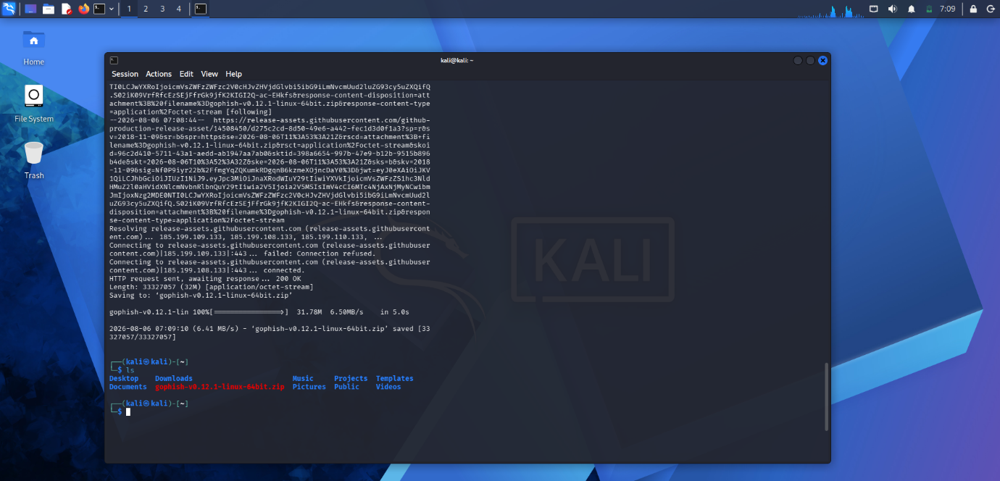 1 2 3 4
7:09
Home
File System
Trash
kali@kali: ~
Session Actions Edit View Help
TI0LCJwYXRoIjoicmVsZWFzZWFzc2V0cHJvZHVjdGlvbi5ibG9iLmNvcmUud2luZG93cy5uZXQifQ
.S02iK09VrfRfcEzSEjFfrGk9jfK2KIGI2Q-ac-EHkfs&response-content-disposition=att
achment%3B%20filename%3Dgophish-v0.12.1-linux-64bit.zip&response-content-type
=application%2Foctet-stream [following]
--2026-08-06 07:08:44-- https://release-assets.githubusercontent.com/github-
production-release-asset/14508450/d275c2cd-8d50-49e6-a442-fec1d3d0f1a3?sp=r&s
v=2018-11-09&sr=b&spr=https&se=2026-08-06T11%3A53%3A21Z&rscd=attachment%3B+fi
lename%3Dgophish-v0.12.1-linux-64bit.zip&rsct=application%2Foctet-stream&skoi
d=96c2d410-5711-43a1-aedd-ab1947aa7ab0&sktid=398a6654-997b-47e9-b12b-9515b896
b4de&skt=2026-08-06T10%3A52%3A32Z&ske=2026-08-06T11%3A53%3A21Z&sks=b&skv=2018
-11-09&sig=Nf0P9iyr22b%2FfmgYqZQKumkRDgqnB6kzmeXOjncDaY0%3D&jwt=eyJ0eXAiOiJKV
1QiLCJhbGciOiJIUzI1NiJ9.eyJpc3MiOiJnaXRodWIuY29tIiwiYXVkIjoicmVsZWFzZS1hc3Nld
HMuZ2l0aHVidXNlcmNvbnRlbnQuY29tIiwia2V5Ijoia2V5MSIsImV4cCI6MTc4NjAxNjMyNCwibm
JmIjoxNzg2MDE0NTI0LCJwYXRoIjoicmVsZWFzZWFzc2V0cHJvZHVjdGlvbi5ibG9iLmNvcmUud2l
uZG93cy5uZXQifQ.S02iK09VrfRfcEzSEjFfrGk9jfK2KIGI2Q-ac-EHkfs&response-content-
disposition=attachment%3B%20filename%3Dgophish-v0.12.1-linux-64bit.zip&respon
se-content-type=application%2Foctet-stream
Resolving release-assets.githubusercontent.com (release-assets.githubusercont
ent.com)... 185.199.109.133, 185.199.108.133, 185.199.110.133, ...
Connecting to release-assets.githubusercontent.com (release-assets.githubuser
content.com)|185.199.109.133|:443... failed: Connection refused.
Connecting to release-assets.githubusercontent.com (release-assets.githubuser
content.com)|185.199.108.133|:443... connected.
HTTP request sent, awaiting response... 200 OK
Length: 33327057 (32M) [application/octet-stream]
Saving to: ‘gophish-v0.12.1-linux-64bit.zip’
gophish-v0.12.1-lin 100%[================>] 31.78M 6.50MB/s in 5.0s
2026-08-06 07:09:10 (6.41 MB/s) - ‘gophish-v0.12.1-linux-64bit.zip’ saved [33
327057/33327057]
┌──(kali㉿kali)-[~]
└─$ ls
Desktop Downloads Music Projects Templates
Documents gophish-v0.12.1-linux-64bit.zip Pictures Public Videos
┌──(kali㉿kali)-[~]
└─$
KALI